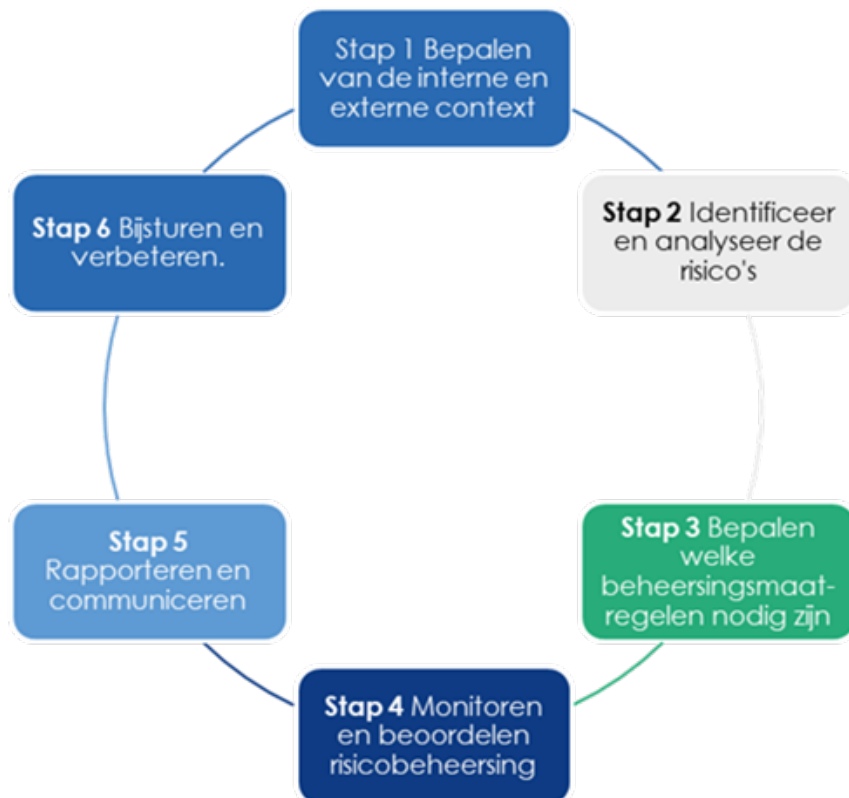 Stap 1 Bepalen
van de interne en
externe context
Stap 2 Identificeer
en analyseer de
risico's
Stap 3 Bepalen
welke
beheersingsmaat-
regelen nodig zijn
Stap 4 Monitoren
en beoordelen
risicobeheersing
Stap 5
Rapporteren en
communiceren
Stap 6 Bijsturen en
verbeteren.